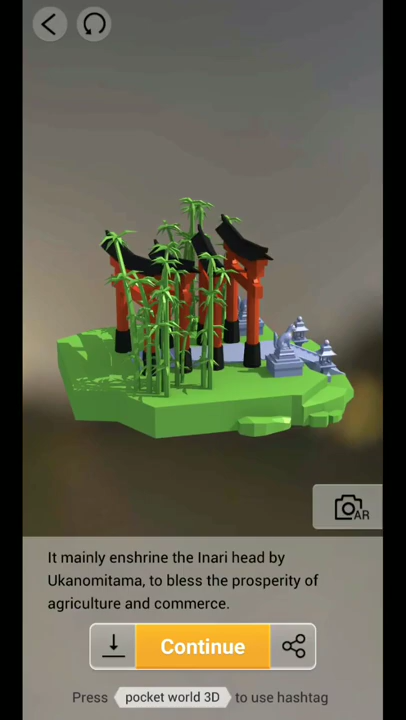 AR
It mainly enshrine the Inari head by
Ukanomitama, to bless the prosperity of
agriculture and commerce.
Continue
Press pocket world 3D to use hashtag